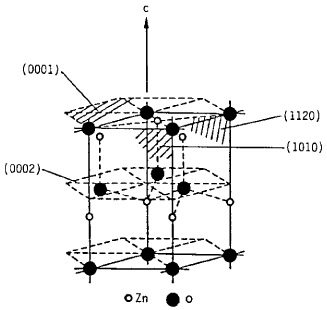 c
(0001)
(1120)
(1010)
(0002)
Zn
O